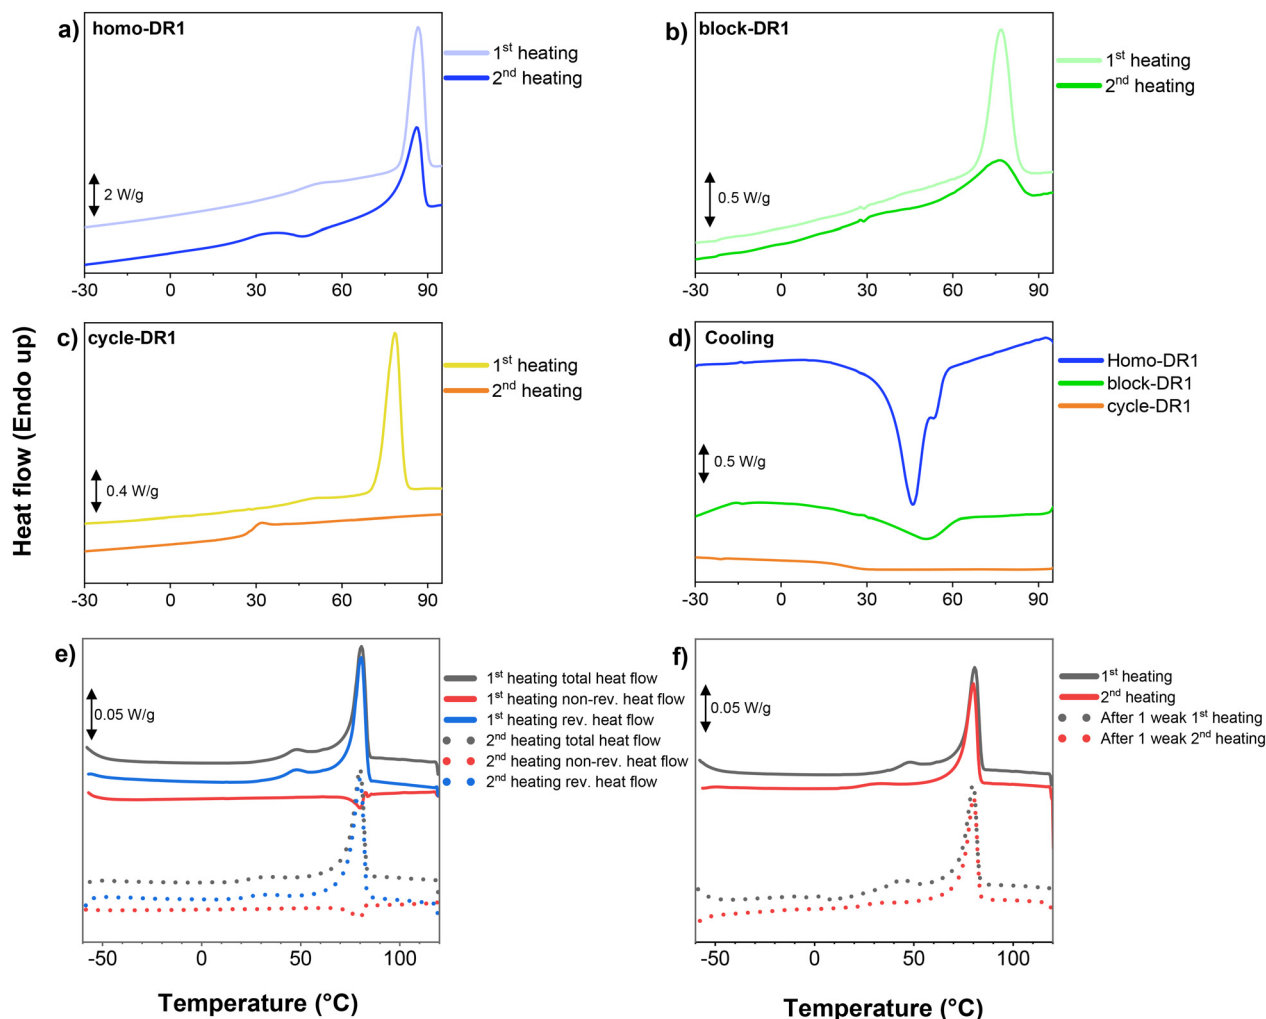 a) homo-DR1
1st heating
2nd heating
2 W/g
-30 0 30 60 90
b) block-DR1
1st heating
2nd heating
0.5 W/g
-30 0 30 60 90
c) cycle-DR1
1st heating
2nd heating
0.4 W/g
-30 0 30 60 90
d) Cooling
Homo-DR1
block-DR1
cycle-DR1
0.5 W/g
-30 0 30 60 90
Heat flow (Endo up)
e)
1st heating total heat flow
1st heating non-rev. heat flow
1st heating rev. heat flow
2nd heating total heat flow
2nd heating non-rev. heat flow
2nd heating rev. heat flow
0.05 W/g
-50 0 50 100
Temperature (°C)
f)
1st heating
2nd heating
After 1 weak 1st heating
After 1 weak 2nd heating
0.05 W/g
-50 0 50 100
Temperature (°C)